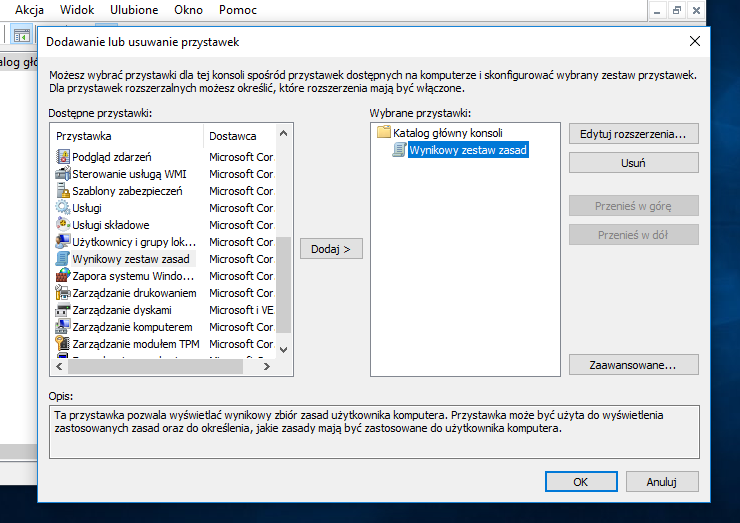 Akcja Widok Ulubione Okno Pomoc
Dodawanie lub usuwanie przystawek
Możesz wybrać przystawki dla tej konsoli spośród przystawek dostępnych na komputerze i skonfigurować wybrany zestaw przystawek.
Dla przystawek rozszerzalnych możesz określić, które rozszerzenia mają być włączone.
Dostępne przystawki:
Przystawka Dostawca
Podgląd zdarzeń Microsoft Cor
Sterowanie usługą WMI Microsoft Cor
Szablony zabezpieczeń Microsoft Cor
Usługi Microsoft Cor
Usługi składowe Microsoft Cor
Użytkownicy i grupy lok... Microsoft Cor
Wynikowy zestaw zasad Microsoft Cor
Zapora systemu Windo... Microsoft Cor
Zarządzanie drukowaniem Microsoft Cor
Zarządzanie dyskami Microsoft i VE
Zarządzanie komputerem Microsoft Cor
Zarządzanie modułem TPM Microsoft Cor
Dodaj >
Wybrane przystawki:
Katalog główny konsoli
Wynikowy zestaw zasad
Edytuj rozszerzenia...
Usuń
Przenieś w górę
Przenieś w dół
Zaawansowane...
Opis:
Ta przystawka pozwala wyświetlać wynikowy zbiór zasad użytkownika komputera. Przystawka może być użyta do wyświetlenia
zastosowanych zasad oraz do określenia, jakie zasady mają być zastosowane do użytkownika komputera.
OK Anuluj